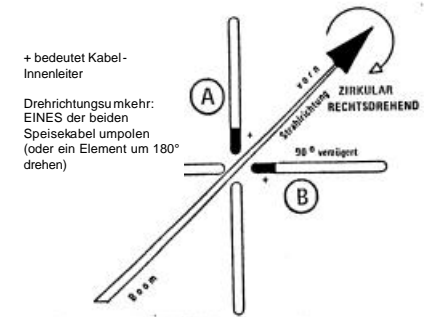 + bedeutet Kabel-
Innenleiter
Drehrichtungsumkehr:
EINES der beiden
Speisekabel umpolen
(oder ein Element um 180°
drehen)
A
+
vorn
Strahlrichtung
ZIRKULAR
RECHTSDREHEND
90° verzögert
+
B
Boom